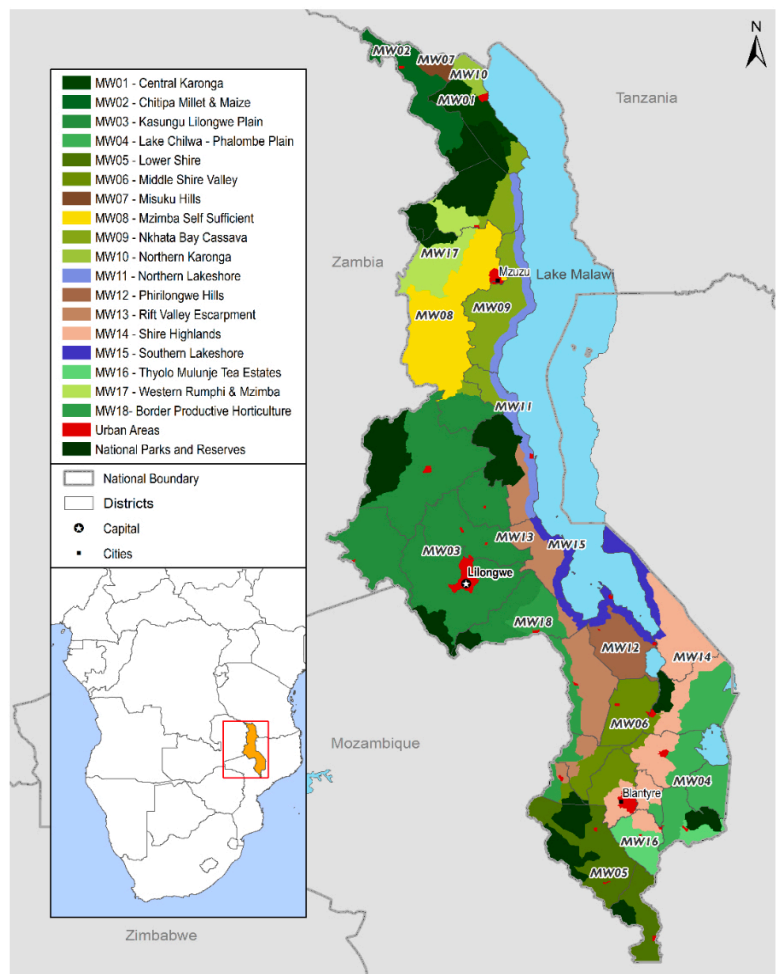 N
MW01 - Central Karonga
MW02 - Chitipa Millet & Maize
MW03 - Kasungu Lilongwe Plain
MW04 - Lake Chilwa - Phalombe Plain
MW05 - Lower Shire
MW06 - Middle Shire Valley
MW07 - Misuku Hills
MW08 - Mzimba Self Sufficient
MW09 - Nkhata Bay Cassava
MW10 - Northern Karonga
MW11 - Northern Lakeshore
MW12 - Phirilongwe Hills
MW13 - Rift Valley Escarpment
MW14 - Shire Highlands
MW15 - Southern Lakeshore
MW16 - Thyolo Mulunje Tea Estates
MW17 - Western Rumphi & Mzimba
MW18- Border Productive Horticulture
Urban Areas
National Parks and Reserves
National Boundary
Districts
Capital
Cities
MW02
MW07
MW10
MW01
Tanzania
Zambia
MW17
Mzuzu
Lake Malawi
MW09
MW08
MW11
MW13
MW15
MW03
Lilongwe
MW18
MW12
MW14
MW06
Mozambique
MW04
Blantyre
MW16
MW05
Zimbabwe